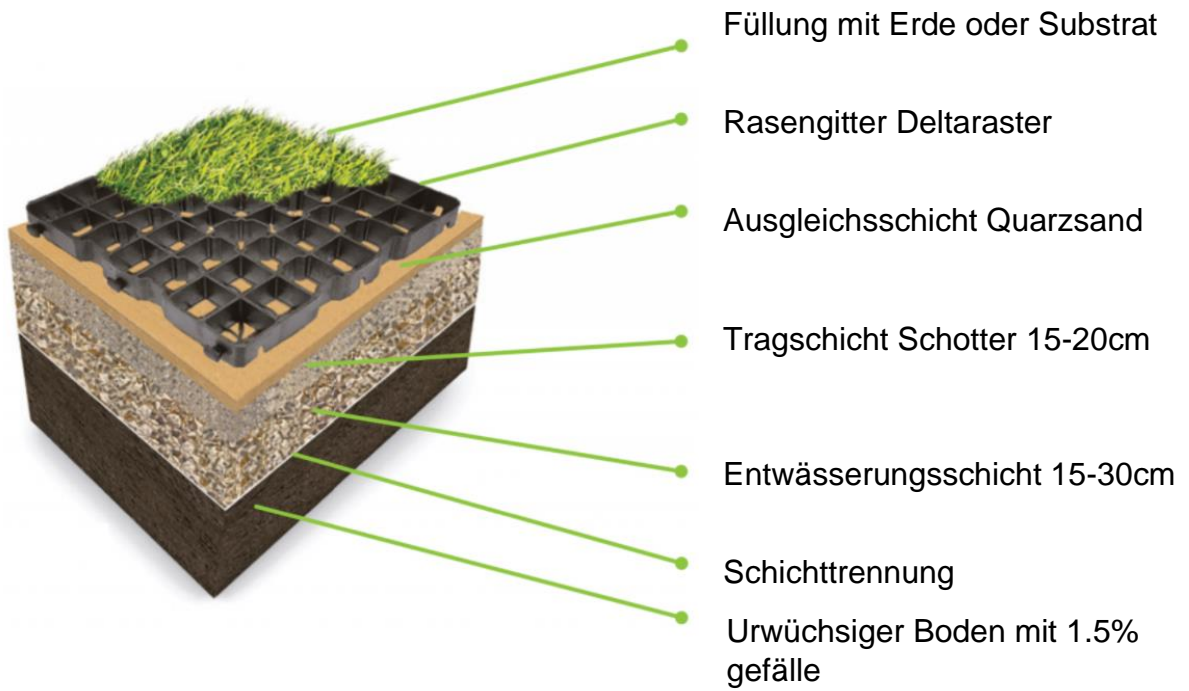 Füllung mit Erde oder Substrat
Rasengitter Deltaraster
Ausgleichsschicht Quarzsand
Tragschicht Schotter 15-20cm
Entwässerungsschicht 15-30cm
Schichttrennung
Urwüchsiger Boden mit 1.5%
gefälle